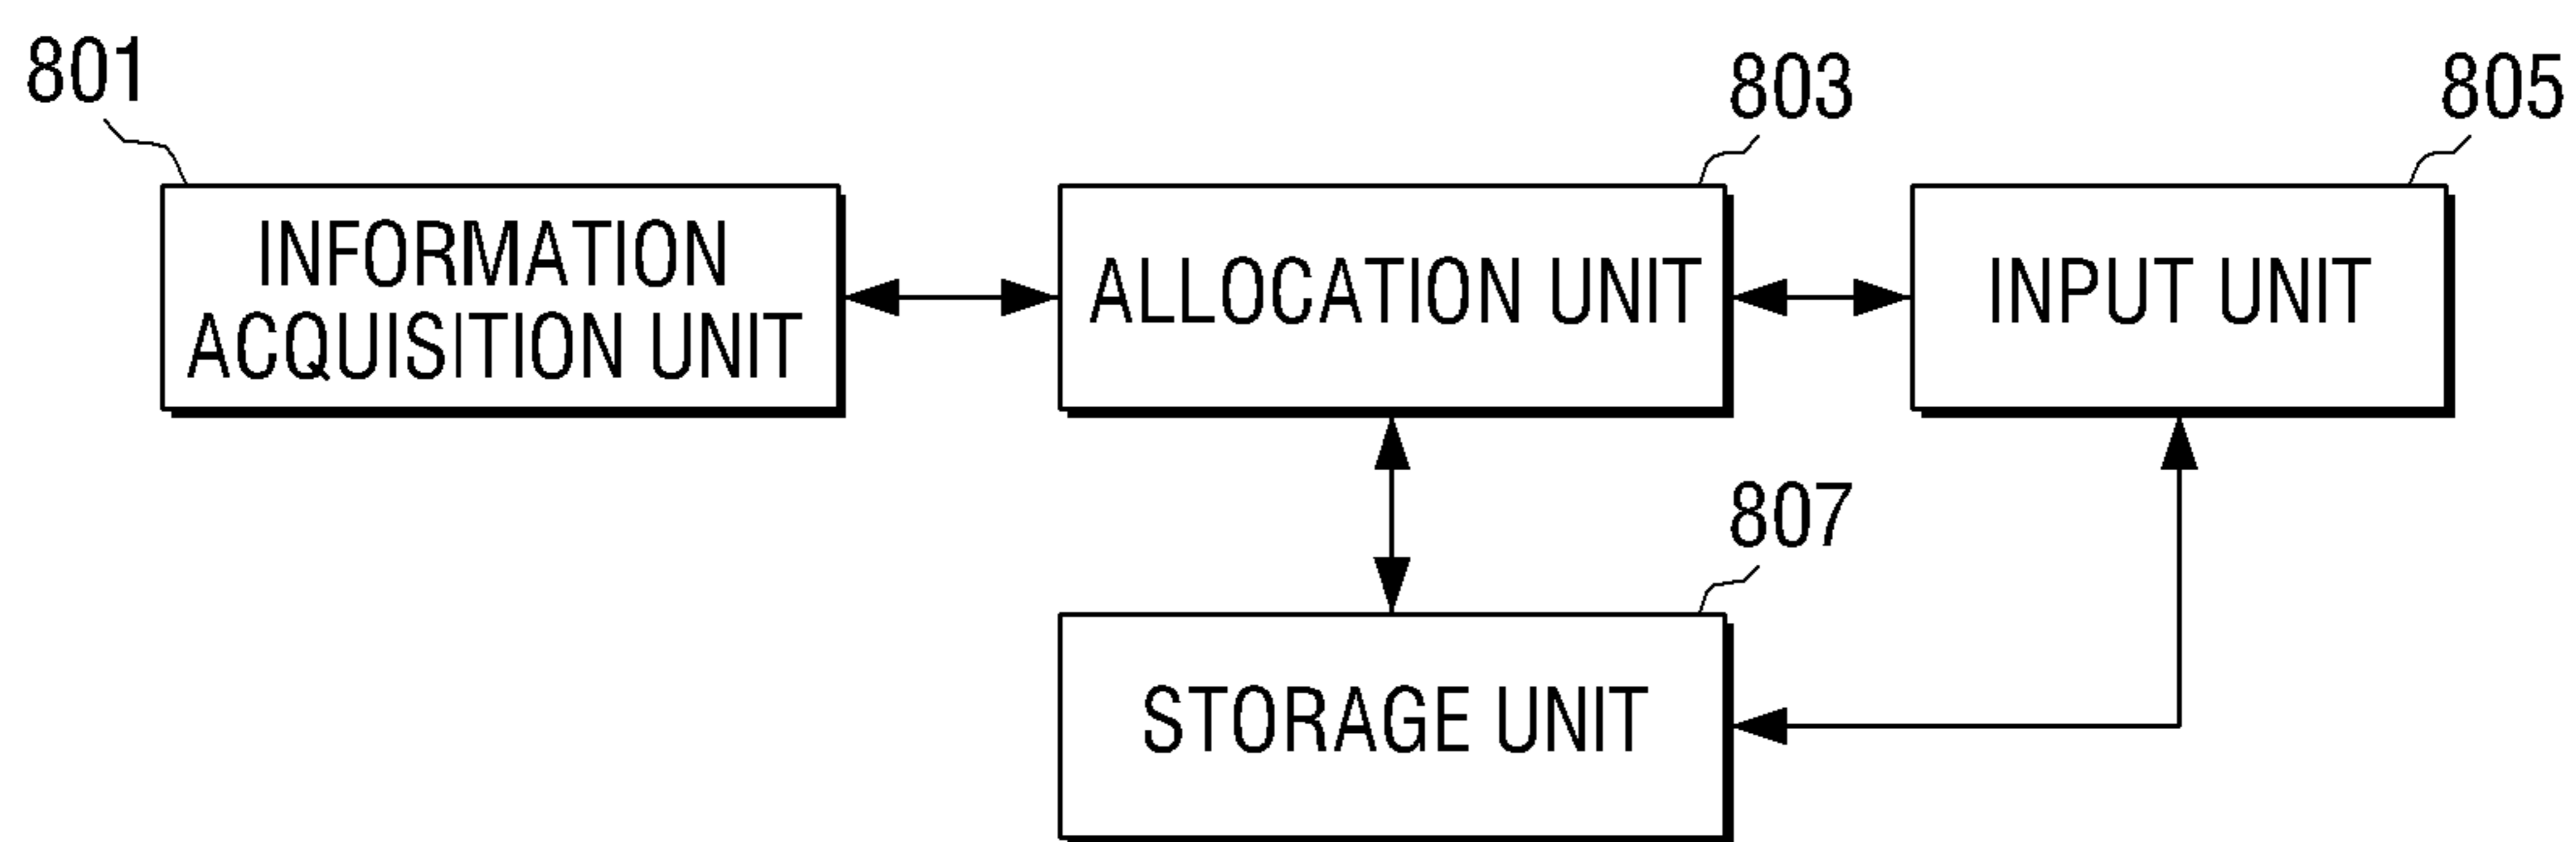 801
803
805
INFORMATION
ACQUISITION UNIT
ALLOCATION UNIT
INPUT UNIT
807
STORAGE UNIT